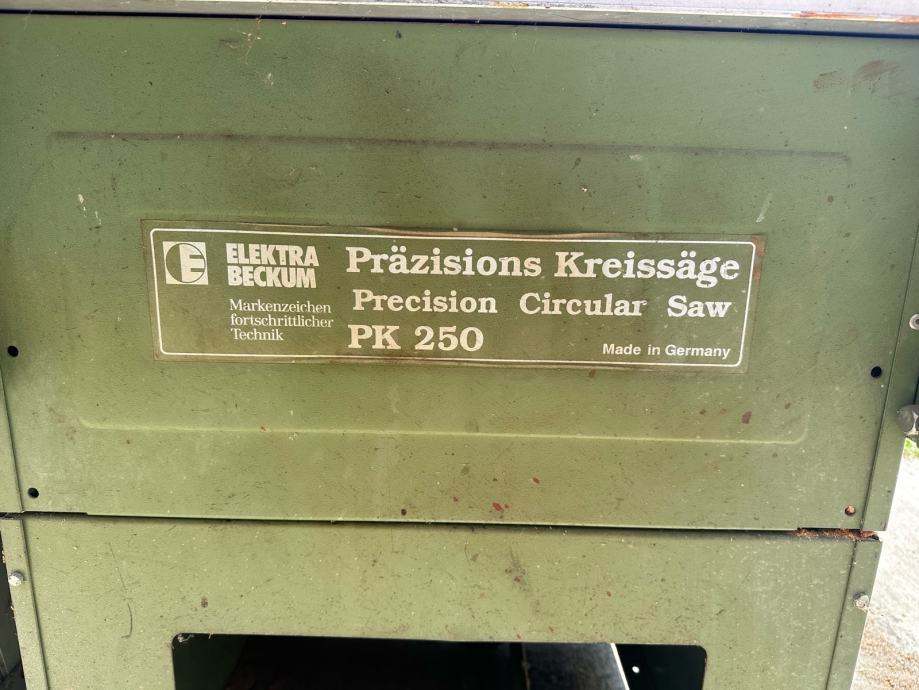 ELEKTRA
BECKUM
Markenzeichen
fortschrittlicher
Technik
Präzisions Kreissäge
Precision Circular Saw
PK 250
Made in Germany